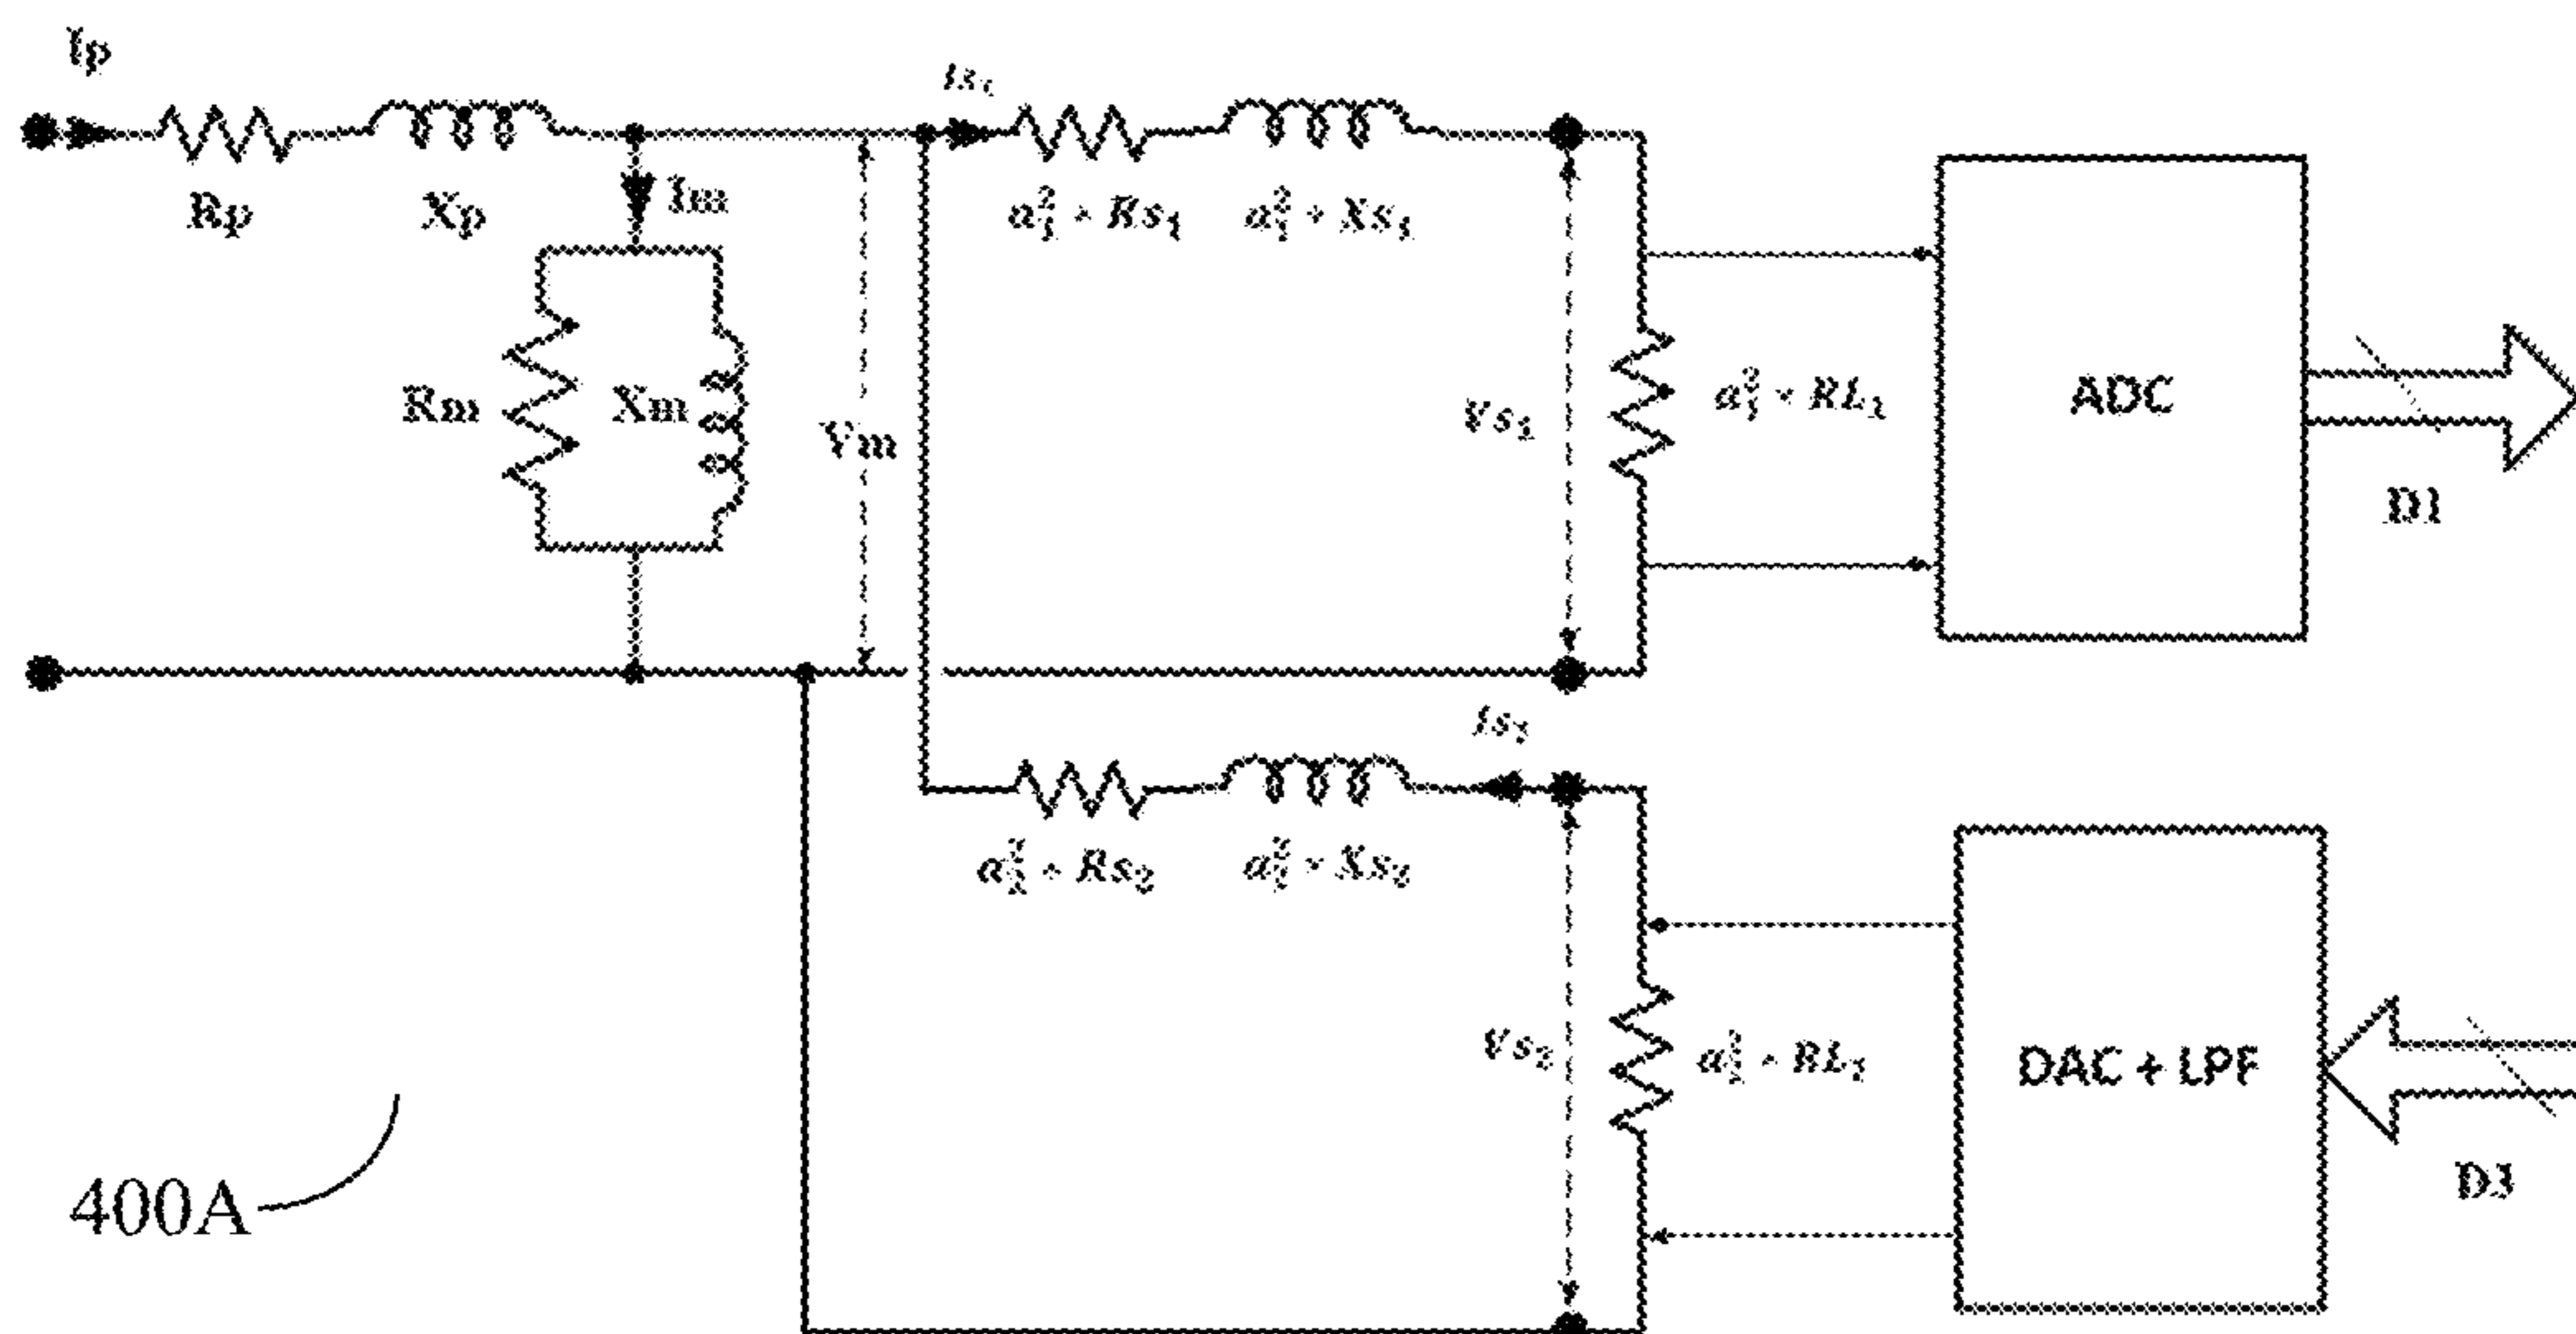 Ip
Is₁
Rp
Xp
Im
a₁² * Rs₁
a₁² * Xs₁
Rm
Xm
Vm
Vs₁
a₁² * RL₁
ADC
D1
Is₂
a₂² * Rs₂
a₂² * Xs₂
Vs₂
a₂² * RL₂
DAC + LPF
D3
400A